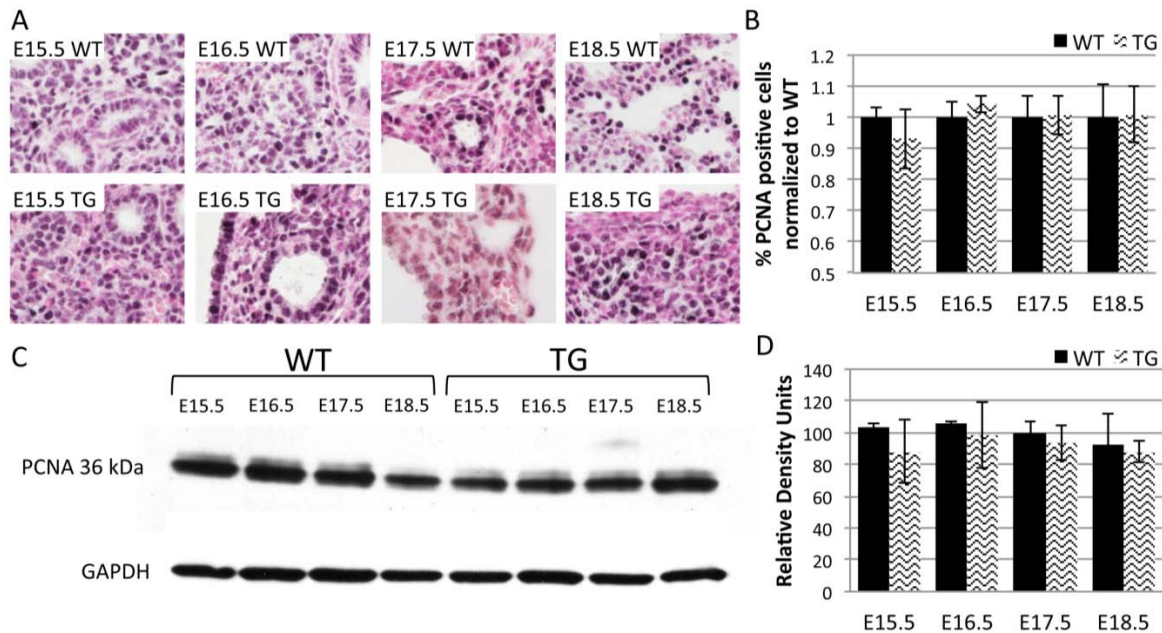 A
E15.5 WT
E16.5 WT
E17.5 WT
E18.5 WT
E15.5 TG
E16.5 TG
E17.5 TG
E18.5 TG
B
WT TG
% PCNA positive cells
normalized to WT
1.2
1.1
1
0.9
0.8
0.7
0.6
0.5
E15.5 E16.5 E17.5 E18.5
C
WT TG
E15.5 E16.5 E17.5 E18.5 E15.5 E16.5 E17.5 E18.5
PCNA 36 kDa
GAPDH
D
WT TG
Relative Density Units
140
120
100
80
60
40
20
0
E15.5 E16.5 E17.5 E18.5